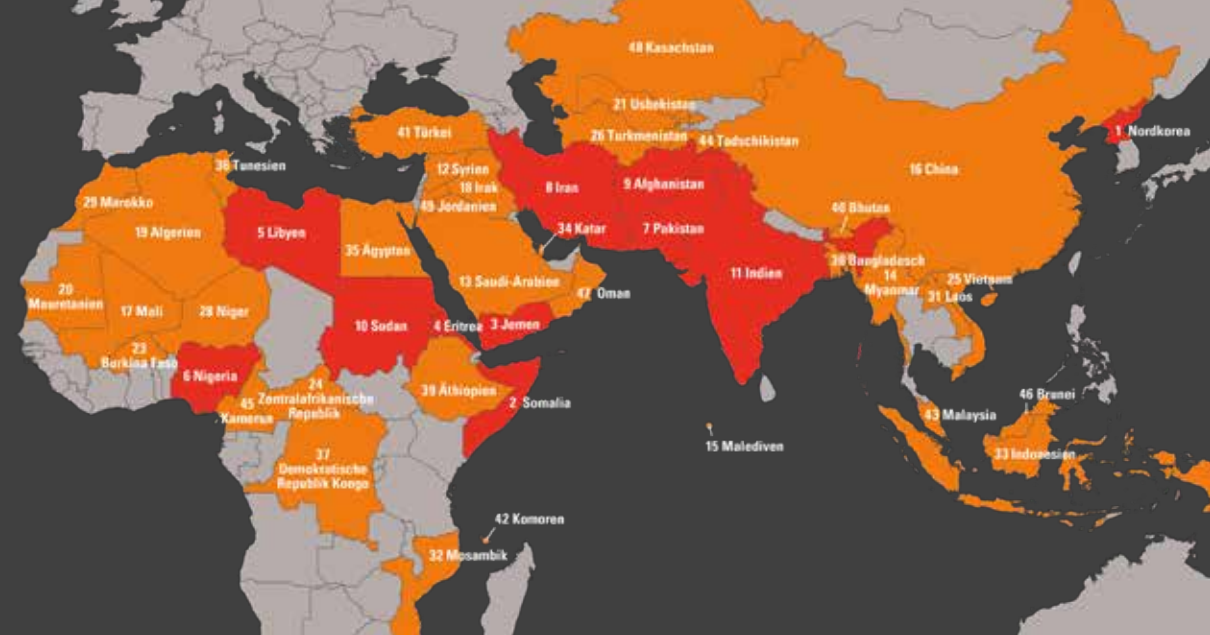 48 Kasachstan
21 Usbekistan
1 Nordkorea
41 Türkei
26 Turkmenistan
44 Tadschikistan
36 Tunesien
12 Syrien
16 China
18 Irak
8 Iran
9 Afghanistan
29 Marokko
49 Jordanien
40 Bhutan
19 Algerien
5 Libyen
34 Katar
7 Pakistan
35 Ägypten
38 Bangladesch
11 Indien
14
Myanmar
25 Vietnam
13 Saudi-Arabien
20
Mauretanien
47 Oman
31 Laos
17 Mali
28 Niger
10 Sudan
4 Eritrea
3 Jemen
23
Burkina Faso
6 Nigeria
24
Zentralafrikanische
Republik
39 Äthiopien
2 Somalia
46 Brunei
45
Kamerun
43 Malaysia
15 Malediven
33 Indonesien
37
Demokratische
Republik Kongo
42 Komoren
32 Mosambik